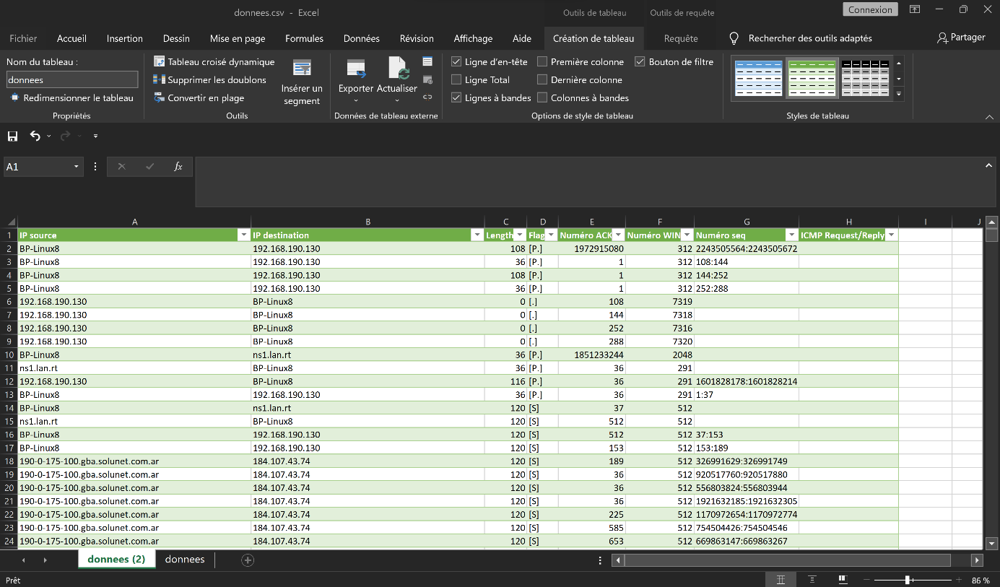 donnees.csv - Excel
Outils de tableau
Outils de requête
Connexion
Fichier Accueil Insertion Dessin Mise en page Formules Données Révision Affichage Aide Création de tableau Requête Rechercher des outils adaptés Partager
Nom du tableau :
donnees
Redimensionner le tableau
Propriétés
Tableau croisé dynamique
Supprimer les doublons
Convertir en plage
Insérer un
segment
Outils
Exporter Actualiser
Données de tableau externe
Ligne d'en-tête Première colonne Bouton de filtre
Ligne Total Dernière colonne
Lignes à bandes Colonnes à bandes
Options de style de tableau
Styles de tableau
A1 fx
A B C D E F G H I J
1 IP source IP destination Length Flag Numéro ACK Numéro WIN Numéro seq ICMP Request/Reply
2 BP-Linux8 192.168.190.130 108 [P.] 1972915080 312 2243505564:2243505672
3 BP-Linux8 192.168.190.130 36 [P.] 1 312 108:144
4 BP-Linux8 192.168.190.130 108 [P.] 1 312 144:252
5 BP-Linux8 192.168.190.130 36 [P.] 1 312 252:288
6 192.168.190.130 BP-Linux8 0 [.] 108 7319
7 192.168.190.130 BP-Linux8 0 [.] 144 7318
8 192.168.190.130 BP-Linux8 0 [.] 252 7316
9 192.168.190.130 BP-Linux8 0 [.] 288 7320
10 BP-Linux8 ns1.lan.rt 36 [P.] 1851233244 2048
11 ns1.lan.rt BP-Linux8 36 [P.] 36 291
12 192.168.190.130 BP-Linux8 116 [P.] 36 291 1601828178:1601828214
13 BP-Linux8 192.168.190.130 36 [P.] 36 291 1:37
14 BP-Linux8 ns1.lan.rt 120 [S] 37 512
15 ns1.lan.rt BP-Linux8 120 [S] 512 512
16 BP-Linux8 192.168.190.130 120 [S] 512 512 37:153
17 BP-Linux8 192.168.190.130 120 [S] 153 512 153:189
18 190-0-175-100.gba.solunet.com.ar 184.107.43.74 120 [S] 189 512 326991629:326991749
19 190-0-175-100.gba.solunet.com.ar 184.107.43.74 120 [S] 36 512 920517760:920517880
20 190-0-175-100.gba.solunet.com.ar 184.107.43.74 120 [S] 36 512 556803824:556803944
21 190-0-175-100.gba.solunet.com.ar 184.107.43.74 120 [S] 36 512 1921632185:1921632305
22 190-0-175-100.gba.solunet.com.ar 184.107.43.74 120 [S] 225 512 1170972654:1170972774
23 190-0-175-100.gba.solunet.com.ar 184.107.43.74 120 [S] 585 512 754504426:754504546
24 190-0-175-100.gba.solunet.com.ar 184.107.43.74 120 [S] 653 512 669863147:669863267
donnees (2) donnees
Prêt 86 %